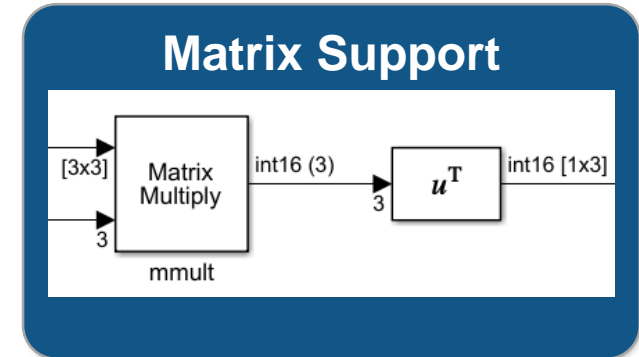 Matrix Support
[3x3]
3
Matrix
Multiply
mmult
int16 (3)
3
u^T
int16 [1x3]